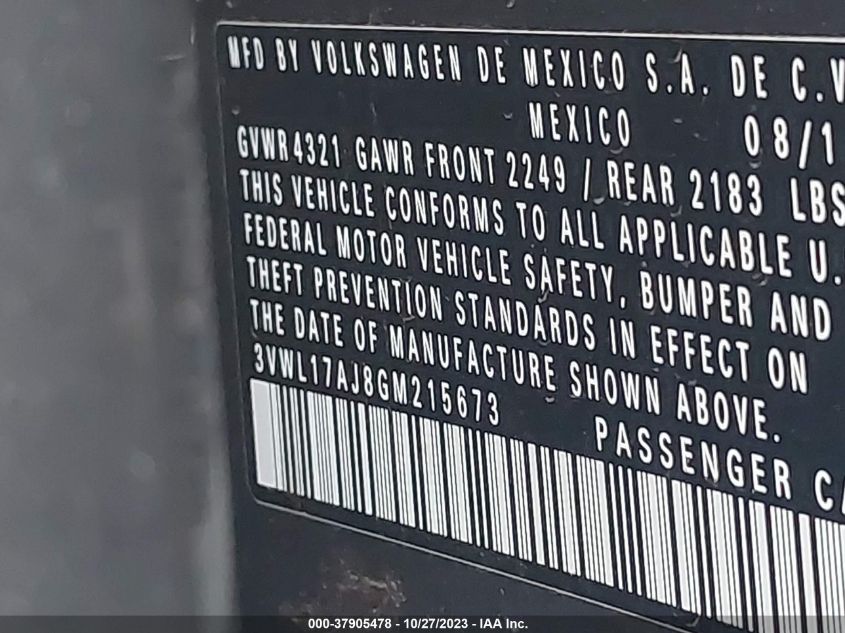 MFD BY VOLKSWAGEN DE MEXICO S.A. DE C.V
MEXICO 08/1
GVWR 4321 GAWR FRONT 2249 / REAR 2183 LBS
THIS VEHICLE CONFORMS TO ALL APPLICABLE U.
FEDERAL MOTOR VEHICLE SAFETY, BUMPER AND
THEFT PREVENTION STANDARDS IN EFFECT ON
THE DATE OF MANUFACTURE SHOWN ABOVE.
3VWL17AJ8GM215673
PASSENGER CA
000-37905478 - 10/27/2023 - IAA Inc.